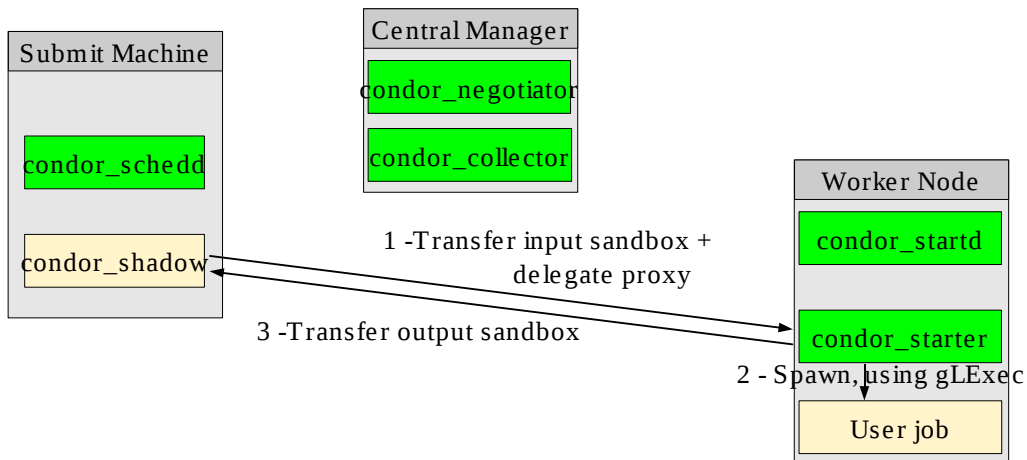 Submit Machine
condor_schedd
condor_shadow
Central Manager
condor_negotiator
condor_collector
1 -Transfer input sandbox +
delegate proxy
3 -Transfer output sandbox
Worker Node
condor_startd
condor_starter
2 - Spawn, using gLExec
User job